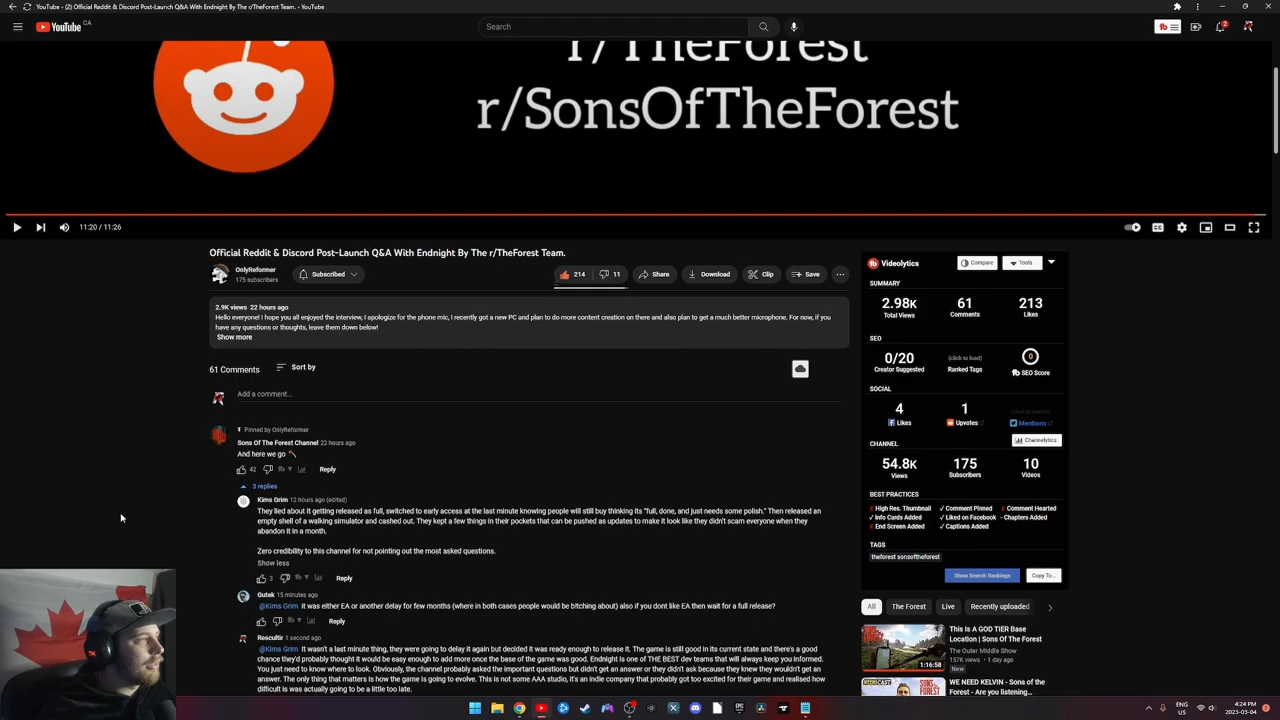 YouTube - (2) Official Reddit & Discord Post-Launch Q&A With Endnight By The r/TheForest Team. - YouTube
YouTube CA
Search
2
r/TheForest
r/SonsOfTheForest
11:20 / 11:26
Official Reddit & Discord Post-Launch Q&A With Endnight By The r/TheForest Team.
OnlyReformer
175 subscribers
Subscribed
214
11
Share
Download
Clip
Save
2.9K views 22 hours ago
Hello everyone! I hope you all enjoyed the interview, I apologize for the phone mic, I recently got a new PC and plan to do more content creation on there and also plan to get a much better microphone. For now, if you
have any questions or thoughts, leave them down below!
Show more
61 Comments
Sort by
Add a comment...
Pinned by OnlyReformer
Sons Of The Forest Channel 22 hours ago
And here we go
42
Reply
3 replies
Kims Grim 12 hours ago (edited)
They lied about it getting released as full, switched to early access at the last minute knowing people will still buy thinking its "full, done, and just needs some polish." Then released an
empty shell of a walking simulator and cashed out. They kept a few things in their pockets that can be pushed as updates to make it look like they didn't scam everyone when they
abandon it in a month.
Zero credibility to this channel for not pointing out the most asked questions.
Show less
3
Reply
Gutek 15 minutes ago
@Kims Grim it was either EA or another delay for few months (where in both cases people would be b!tching about) also if you dont like EA then wait for a full release?
Reply
Rescultir 1 second ago
@Kims Grim It wasn't a last minute thing, they were going to delay it again but decided it was ready enough to release it. The game is still good in its current state and there's a good
chance they'd probably thought it would be easy enough to add more once the base of the game was good. Endnight is one of THE BEST dev teams that will always keep you informed.
You just need to know where to look. Obviously, the channel probably asked the important questions but didn't get an answer or they didn't ask because they knew they wouldn't get an
answer. The only thing that matters is how the game is going to evolve. This is not some AAA studio, it's an Indie company that probably got too excited for their game and realised how
difficult is was actually going to be a little too late.
Videolytics
Compare
Tools
SUMMARY
2.98K
61
213
Total Views
Comments
Likes
SEO
0/20
(click to load)
0
Creator Suggested
Ranked Tags
SEO Score
SOCIAL
4
1
(click to search)
Likes
Upvotes
Mentions
CHANNEL
Channelytics
54.8K
175
10
Views
Subscribers
Videos
BEST PRACTICES
x High Res. Thumbnail
✓ Comment Pinned
x Comment Hearted
✓ Info Cards Added
✓ Liked on Facebook
- Chapters Added
x End Screen Added
✓ Captions Added
TAGS
theforest sonsoftheforest
Show Search Rankings
Copy To...
All
The Forest
Live
Recently uploaded
This Is A GOD TIER Base
Location | Sons Of The Forest
The Outer Middle Show
157K views • 1 day ago
New
1:16:58
WE NEED KELVIN - Sons of the
Forest - Are you listening...
ENG
US
4:24 PM
2023-03-04